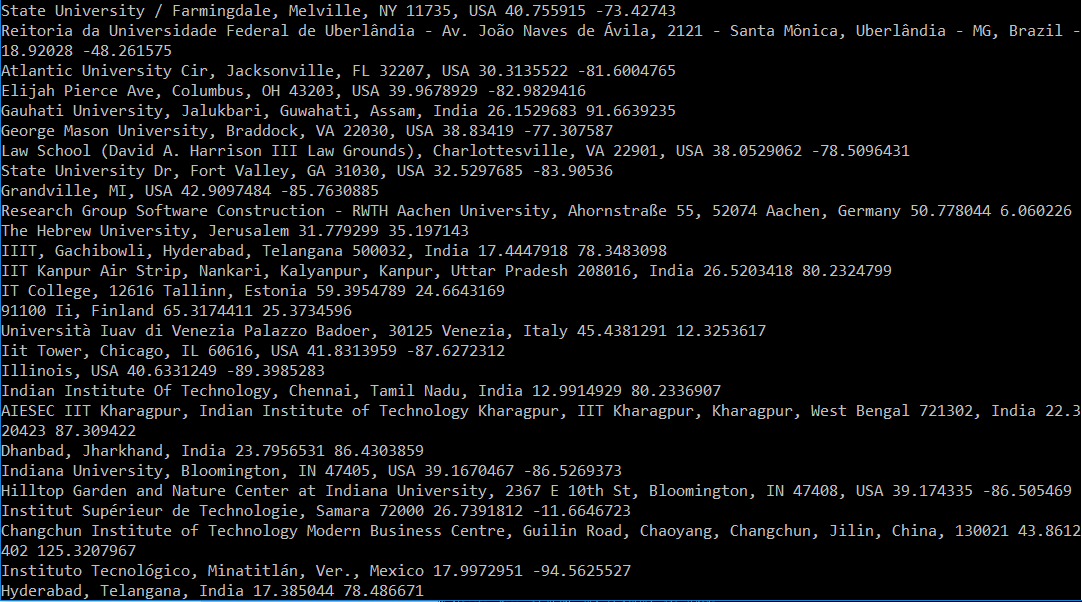 State University / Farmingdale, Melville, NY 11735, USA 40.755915 -73.42743
Reitoria da Universidade Federal de Uberlândia - Av. João Naves de Ávila, 2121 - Santa Mônica, Uberlândia - MG, Brazil -
18.92028 -48.261575
Atlantic University Cir, Jacksonville, FL 32207, USA 30.3135522 -81.6004765
Elijah Pierce Ave, Columbus, OH 43203, USA 39.9678929 -82.9829416
Gauhati University, Jalukbari, Guwahati, Assam, India 26.1529683 91.6639235
George Mason University, Braddock, VA 22030, USA 38.83419 -77.307587
Law School (David A. Harrison III Law Grounds), Charlottesville, VA 22901, USA 38.0529062 -78.5096431
State University Dr, Fort Valley, GA 31030, USA 32.5297685 -83.90536
Grandville, MI, USA 42.9097484 -85.7630885
Research Group Software Construction - RWTH Aachen University, Ahornstraße 55, 52074 Aachen, Germany 50.778044 6.060226
The Hebrew University, Jerusalem 31.779299 35.197143
IIIT, Gachibowli, Hyderabad, Telangana 500032, India 17.4447918 78.3483098
IIT Kanpur Air Strip, Nankari, Kalyanpur, Kanpur, Uttar Pradesh 208016, India 26.5203418 80.2324799
IT College, 12616 Tallinn, Estonia 59.3954789 24.6643169
91100 Ii, Finland 65.3174411 25.3734596
Università Iuav di Venezia Palazzo Badoer, 30125 Venezia, Italy 45.4381291 12.3253617
Iit Tower, Chicago, IL 60616, USA 41.8313959 -87.6272312
Illinois, USA 40.6331249 -89.3985283
Indian Institute Of Technology, Chennai, Tamil Nadu, India 12.9914929 80.2336907
AIESEC IIT Kharagpur, Indian Institute of Technology Kharagpur, IIT Kharagpur, Kharagpur, West Bengal 721302, India 22.3
20423 87.309422
Dhanbad, Jharkhand, India 23.7956531 86.4303859
Indiana University, Bloomington, IN 47405, USA 39.1670467 -86.5269373
Hilltop Garden and Nature Center at Indiana University, 2367 E 10th St, Bloomington, IN 47408, USA 39.174335 -86.505469
Institut Supérieur de Technologie, Samara 72000 26.7391812 -11.6646723
Changchun Institute of Technology Modern Business Centre, Guilin Road, Chaoyang, Changchun, Jilin, China, 130021 43.8612
402 125.3207967
Instituto Tecnológico, Minatitlán, Ver., Mexico 17.9972951 -94.5625527
Hyderabad, Telangana, India 17.385044 78.486671